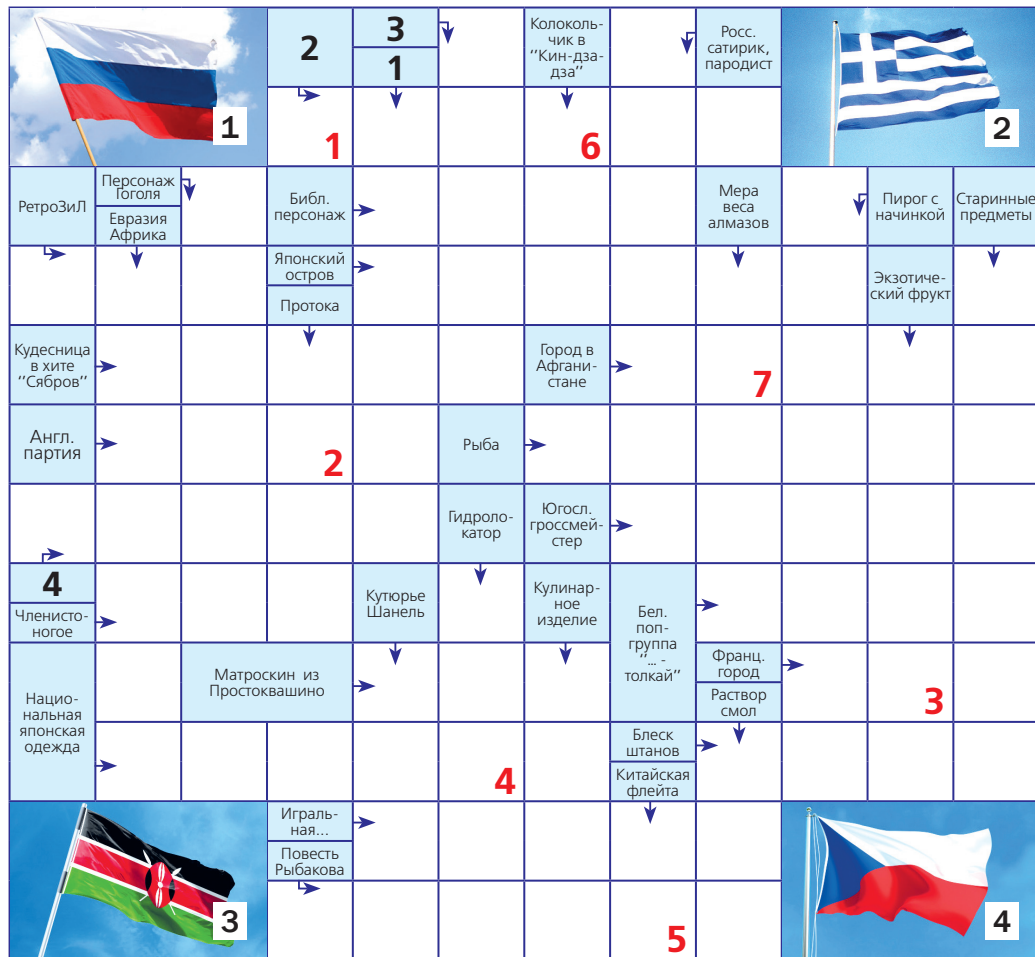 2
3
1
Колоколь-
чик в
"Кин-дза-
дза"
Росс.
сатирик,
пародист
1
2
1
6
РетроЗиЛ
Персонаж
Гоголя
Евразия
Африка
Библ.
персонаж
Мера
веса
алмазов
Пирог с
начинкой
Старинные
предметы
Японский
остров
Протока
Экзотиче-
ский фрукт
Кудесница
в хите
"Сябров"
Город в
Афгани-
стане
7
Англ.
партия
2
Рыба
Гидроло-
катор
Югосл.
гроссмей-
стер
4
Членисто-
ногое
Кутюрье
Шанель
Кулинар-
ное
изделие
Бел.
поп-
группа
"... -
толкай"
Нацио-
нальная
японская
одежда
Матроскин из
Простоквашино
Франц.
город
Раствор
смол
3
4
Блеск
штанов
Китайская
флейта
3
Играль-
ная...
Повесть
Рыбакова
4
5